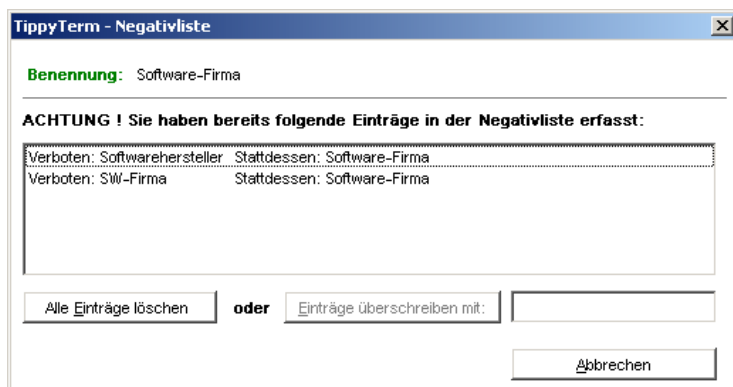 TippyTerm - Negativliste
Benennung: Software-Firma
ACHTUNG ! Sie haben bereits folgende Einträge in der Negativliste erfasst:
Verboten: Softwarehersteller Stattdessen: Software-Firma
Verboten: SW-Firma Stattdessen: Software-Firma
Alle Einträge löschen oder Einträge überschreiben mit:
Abbrechen